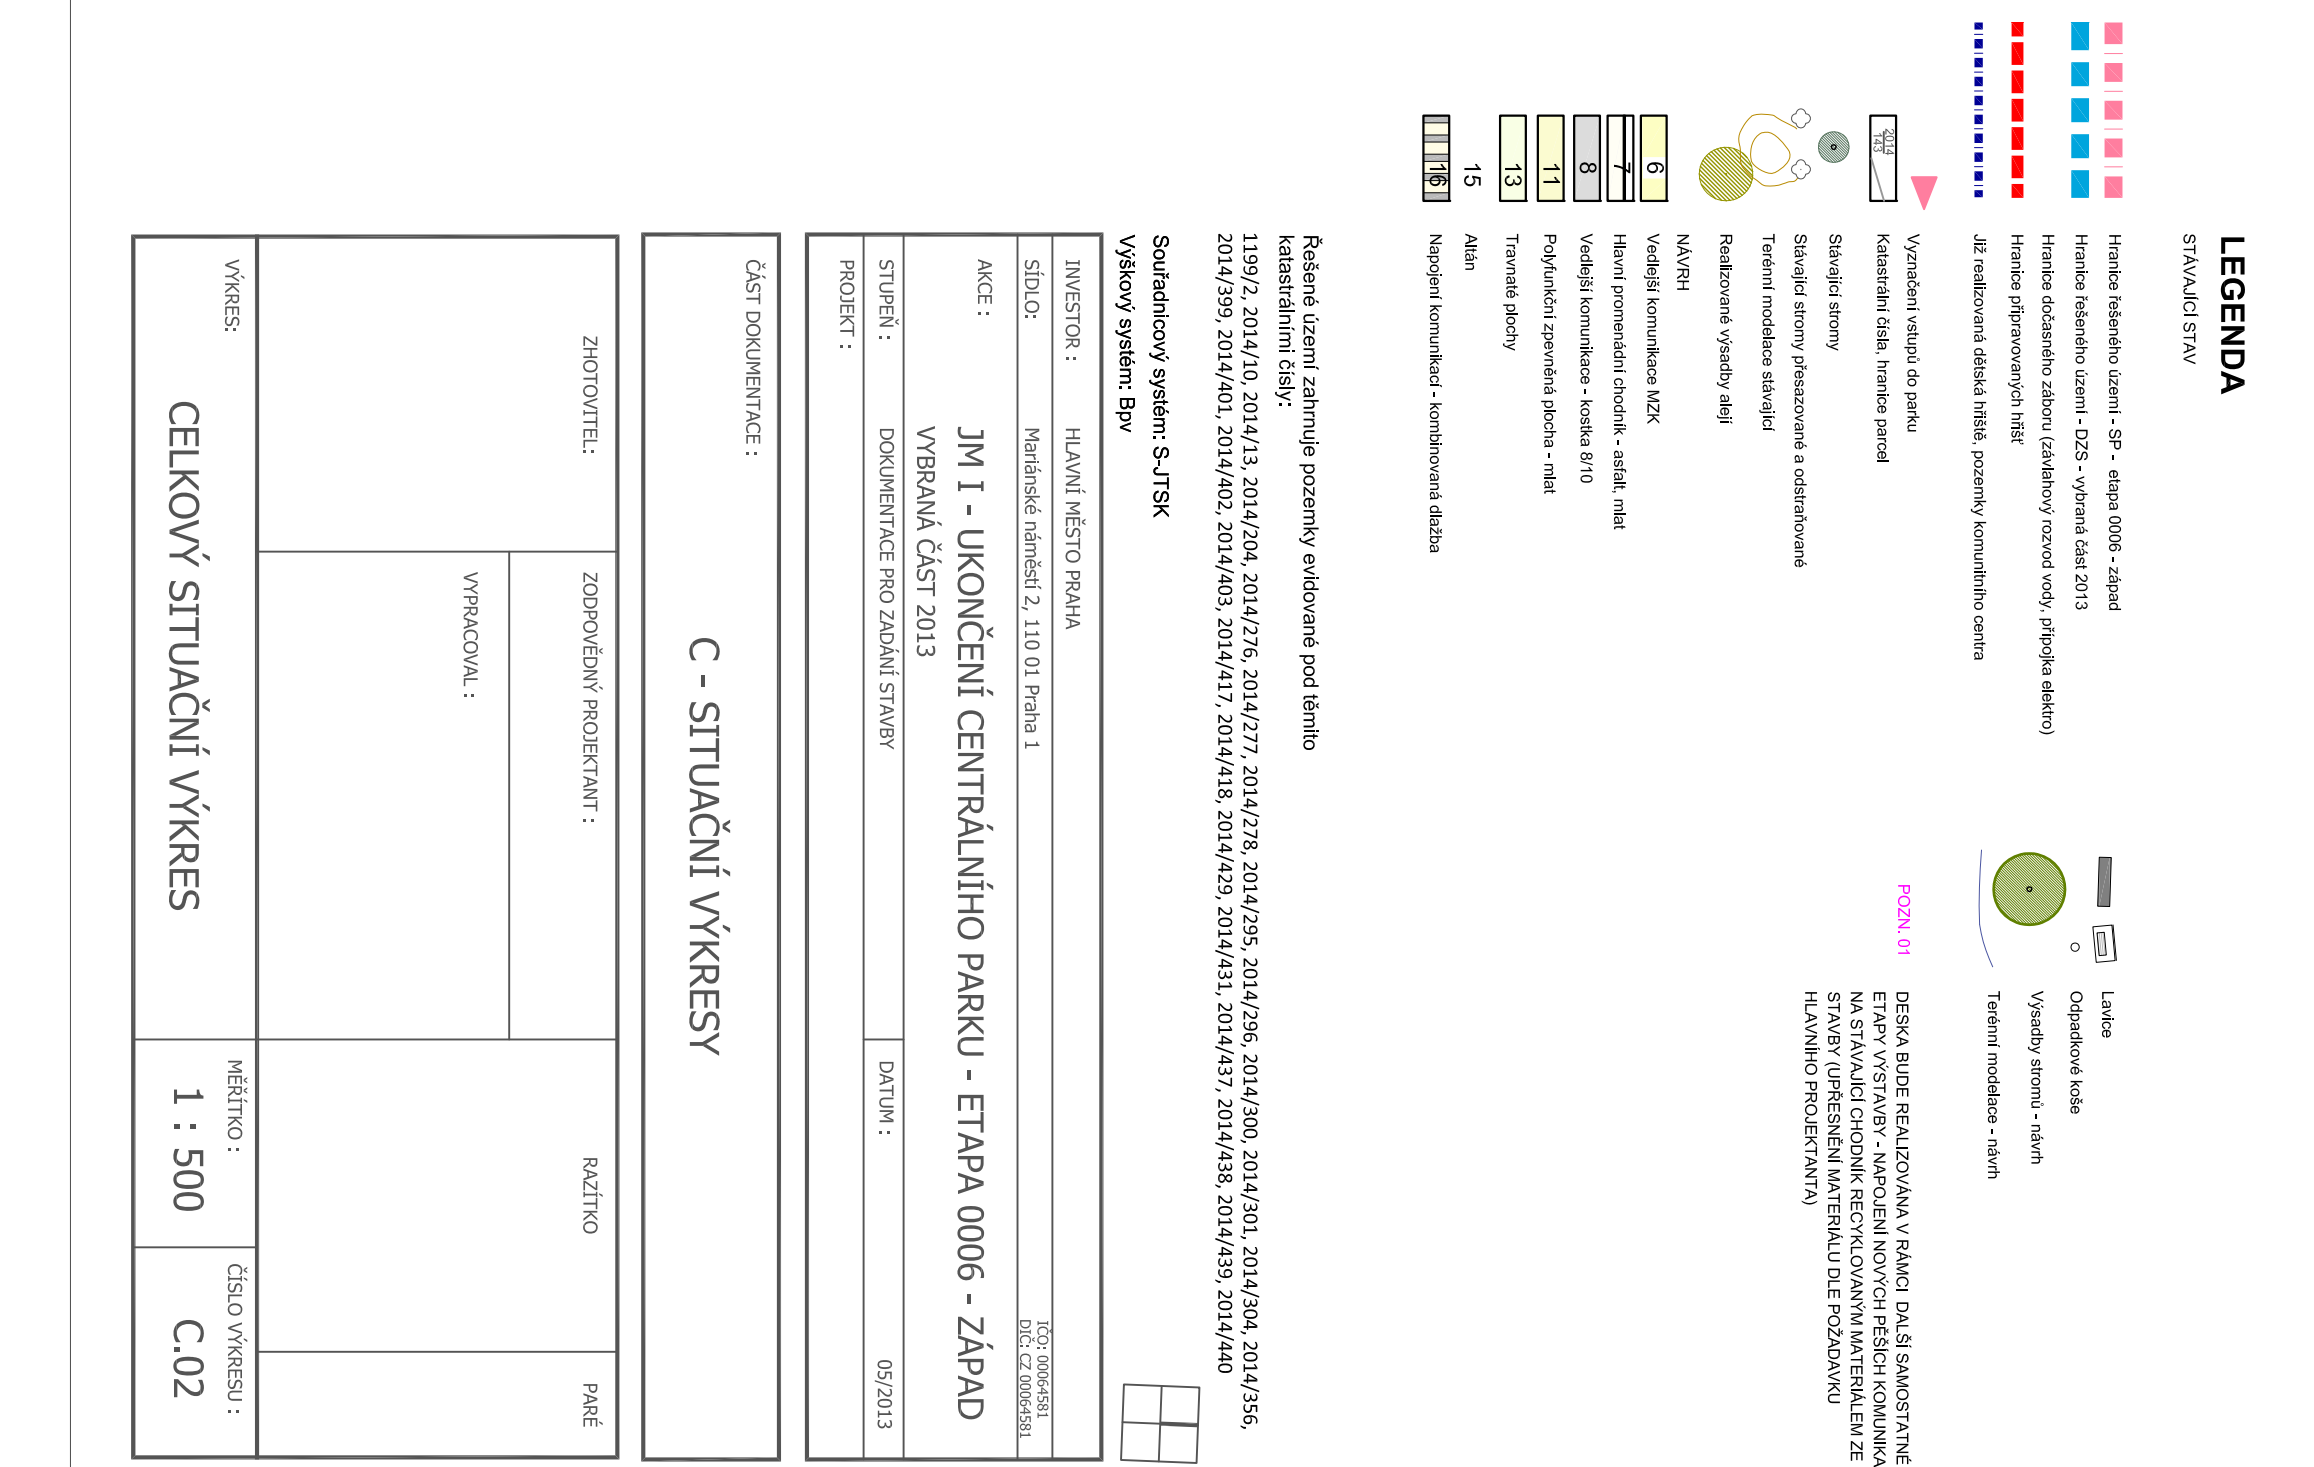 LEGENDA
STÁVAJÍCÍ STAV
Hranice řešeného území - SP - etapa 0006 - západ
Hranice řešeného území - DZS - vybraná část 2013
Hranice dočasného záboru (závlahový rozvod vody, přípojka elektro)
Hranice připravovaných hřišť
Již realizovaná dětská hřiště, pozemky komunitního centra
Vyznačení vstupů do parku
2014
143
Katastrální čísla, hranice parcel
Stávající stromy
Stávající stromy přesazované a odstraňované
Terénní modelace stávající
Realizované výsadby alejí
NÁVRH
6 Vedlejší komunikace MZK
7 Hlavní promenádní chodník - asfalt, mlat
8 Vedlejší komunikace - kostka 8/10
11 Polyfunkční zpevněná plocha - mlat
13 Travnaté plochy
15 Altán
16 Napojení komunikací - kombinovaná dlažba
Lavice
Odpadkové koše
Výsadby stromů - návrh
Terénní modelace - návrh
POZN. 01
DESKA BUDE REALIZOVÁNA V RÁMCI DALŠÍ SAMOSTATNÉ
ETAPY VÝSTAVBY - NAPOJENÍ NOVÝCH PĚŠÍCH KOMUNIKA
NA STÁVAJÍCÍ CHODNÍK RECYKLOVANÝM MATERIÁLEM ZE
STAVBY (UPŘESNĚNÍ MATERIÁLU DLE POŽADAVKU
HLAVNÍHO PROJEKTANTA)
Řešené území zahrnuje pozemky evidované pod těmito
katastrálními čísly:
1199/2, 2014/10, 2014/13, 2014/204, 2014/276, 2014/277, 2014/278, 2014/295, 2014/296, 2014/300, 2014/301, 2014/304, 2014/356,
2014/399, 2014/401, 2014/402, 2014/403, 2014/417, 2014/418, 2014/429, 2014/431, 2014/437, 2014/438, 2014/439, 2014/440
Souřadnicový systém: S-JTSK
Výškový systém: Bpv
INVESTOR : HLAVNÍ MĚSTO PRAHA
SÍDLO: Mariánské náměstí 2, 110 01 Praha 1
IČO: 00064581
DIČ: CZ 00064581
AKCE : JM I - UKONČENÍ CENTRÁLNÍHO PARKU - ETAPA 0006 - ZÁPAD
VYBRANÁ ČÁST 2013
STUPEŇ : DOKUMENTACE PRO ZADÁNÍ STAVBY
DATUM : 05/2013
PROJEKT :
ČÁST DOKUMENTACE :
C - SITUAČNÍ VÝKRESY
ZHOTOVITEL:
ZODPOVĚDNÝ PROJEKTANT :
RAZÍTKO
PARÉ
VYPRACOVAL :
VÝKRES:
CELKOVÝ SITUAČNÍ VÝKRES
MĚŘÍTKO :
1 : 500
ČÍSLO VÝKRESU :
C.02